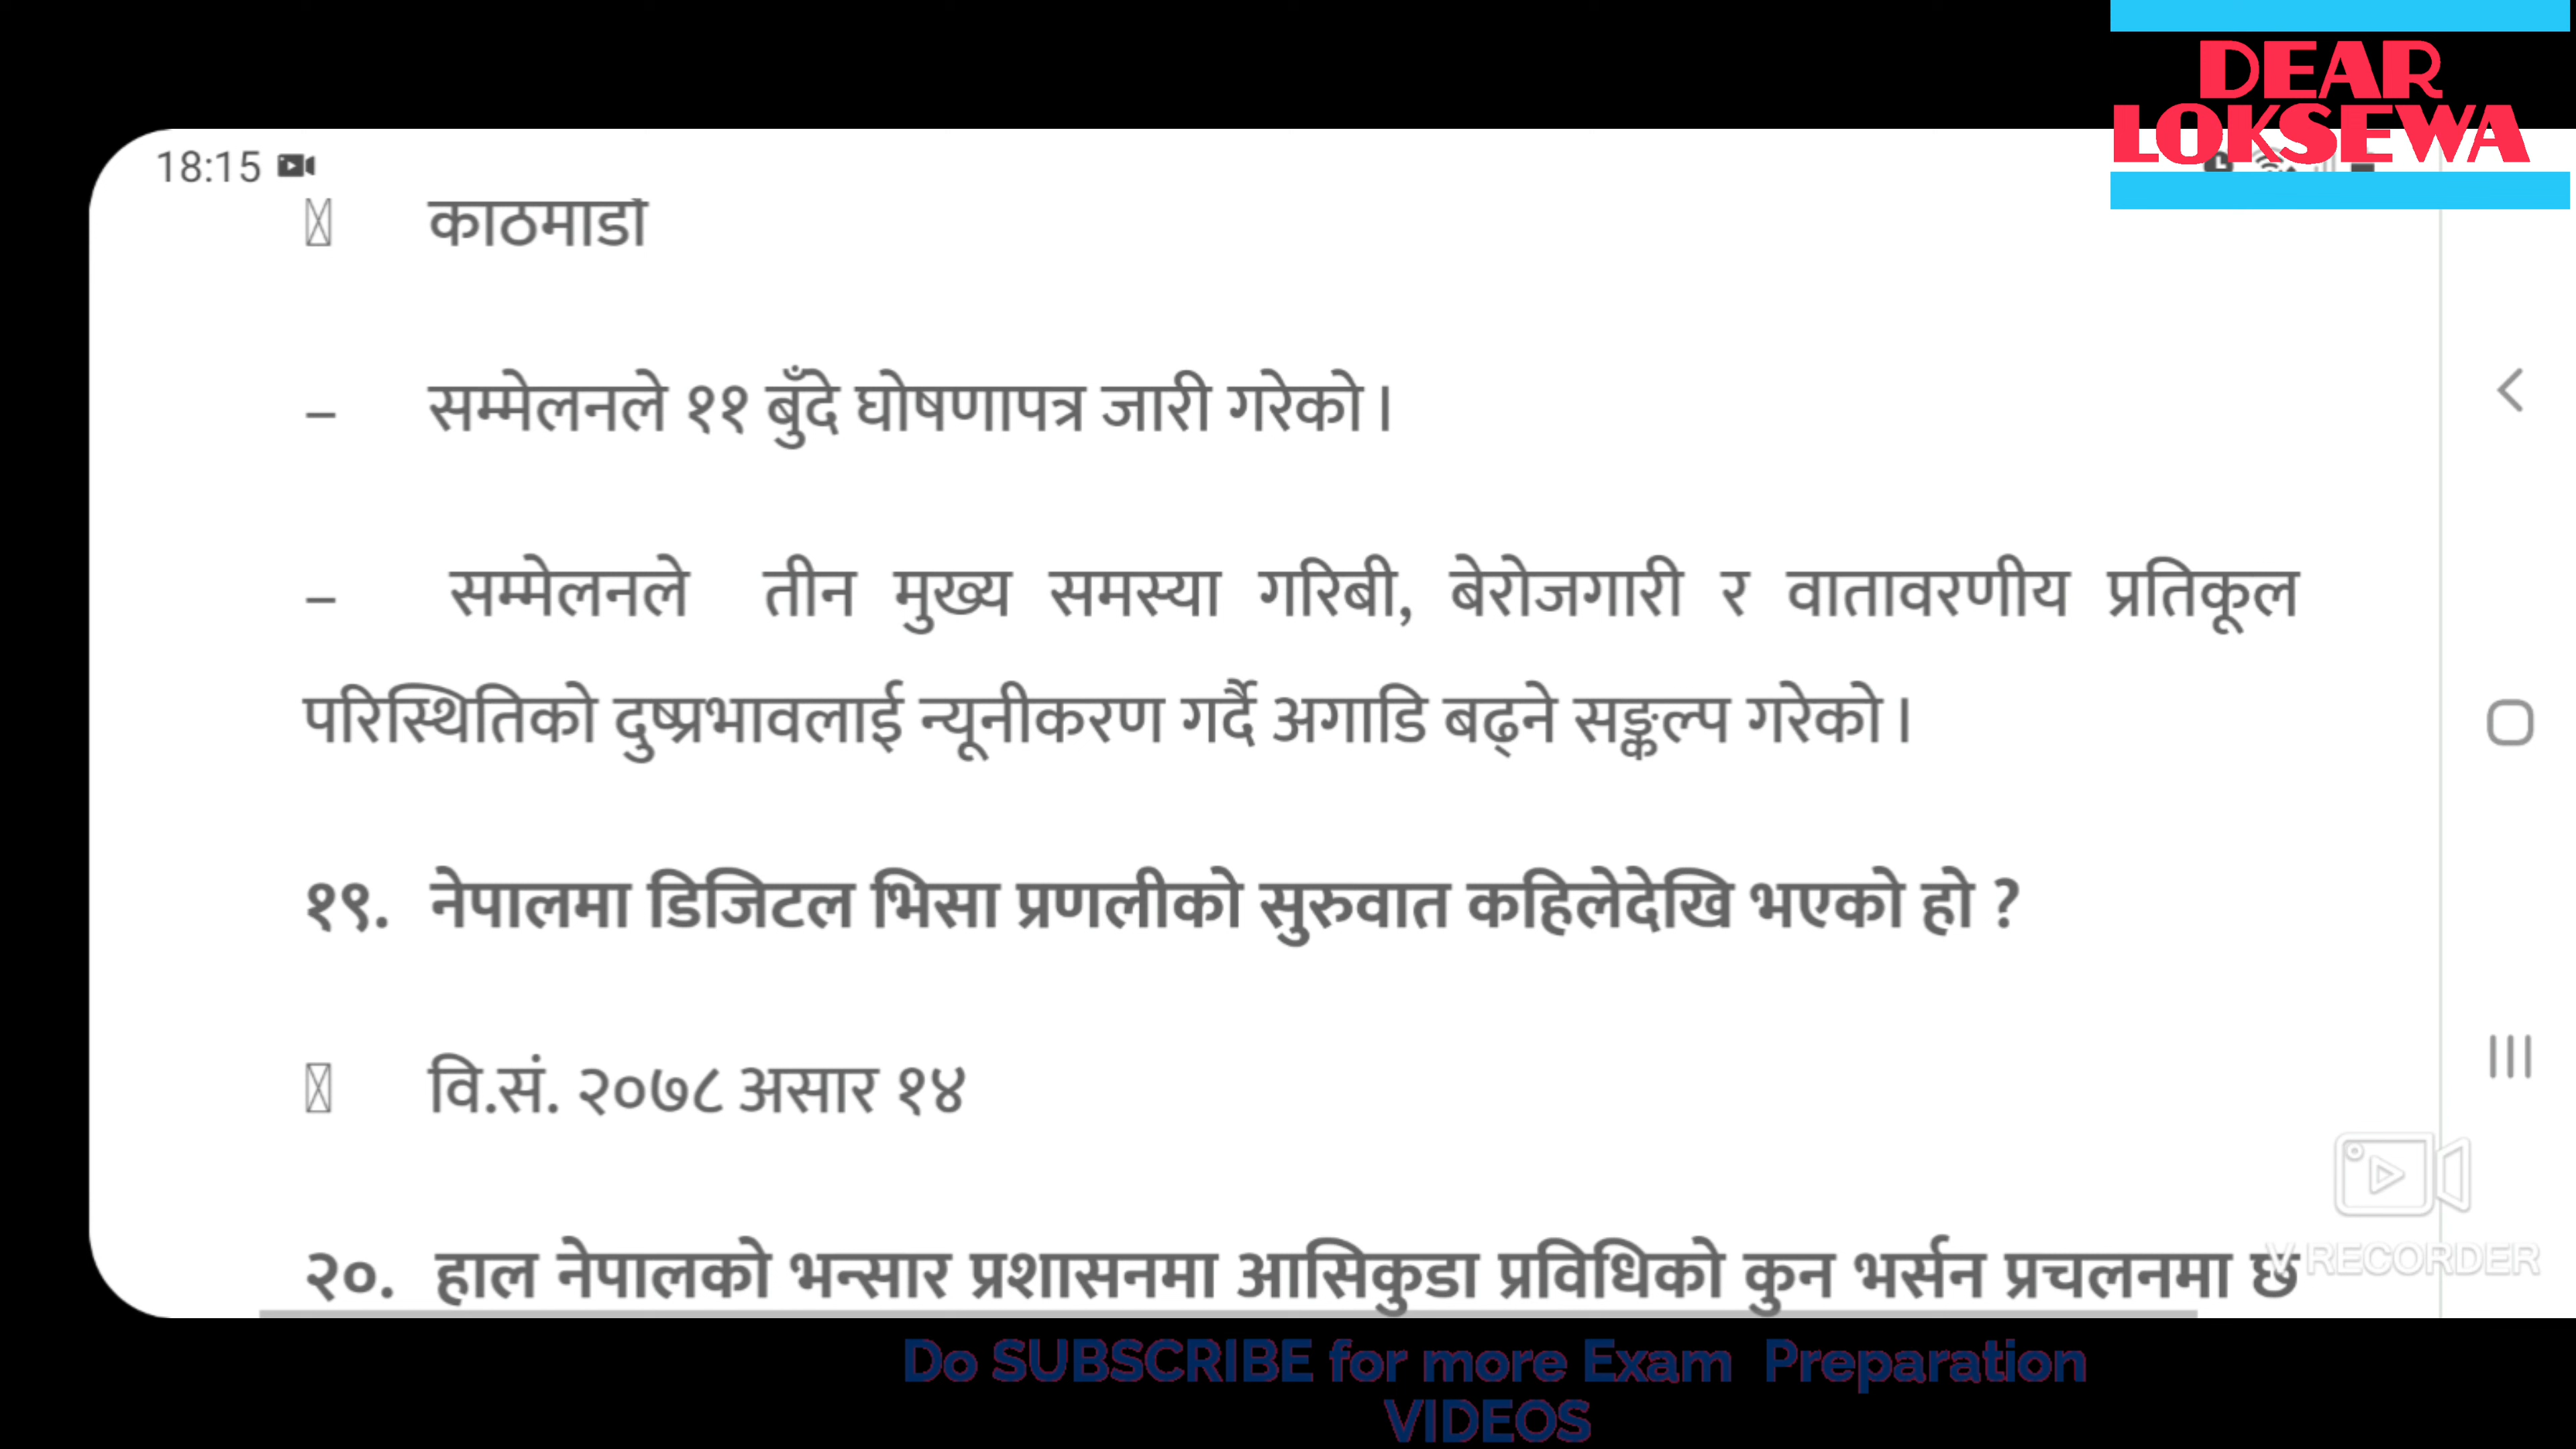 DEAR
LOKSEWA
18:15
काठमाडौ
– सम्मेलनले ११ बुँदे घोषणापत्र जारी गरेको।
– सम्मेलनले तीन मुख्य समस्या गरिबी, बेरोजगारी र वातावरणीय प्रतिकूल
परिस्थितिको दुष्प्रभावलाई न्यूनीकरण गर्दै अगाडि बढ्ने सङ्कल्प गरेको।
१९. नेपालमा डिजिटल भिसा प्रणलीको सुरुवात कहिलेदेखि भएको हो ?
वि.सं. २०७८ असार १४
२०. हाल नेपालको भन्सार प्रशासनमा आसिकुडा प्रविधिको कुन भर्सन प्रचलनमा छ
V RECORDER
Do SUBSCRIBE for more Exam Preparation
VIDEOS